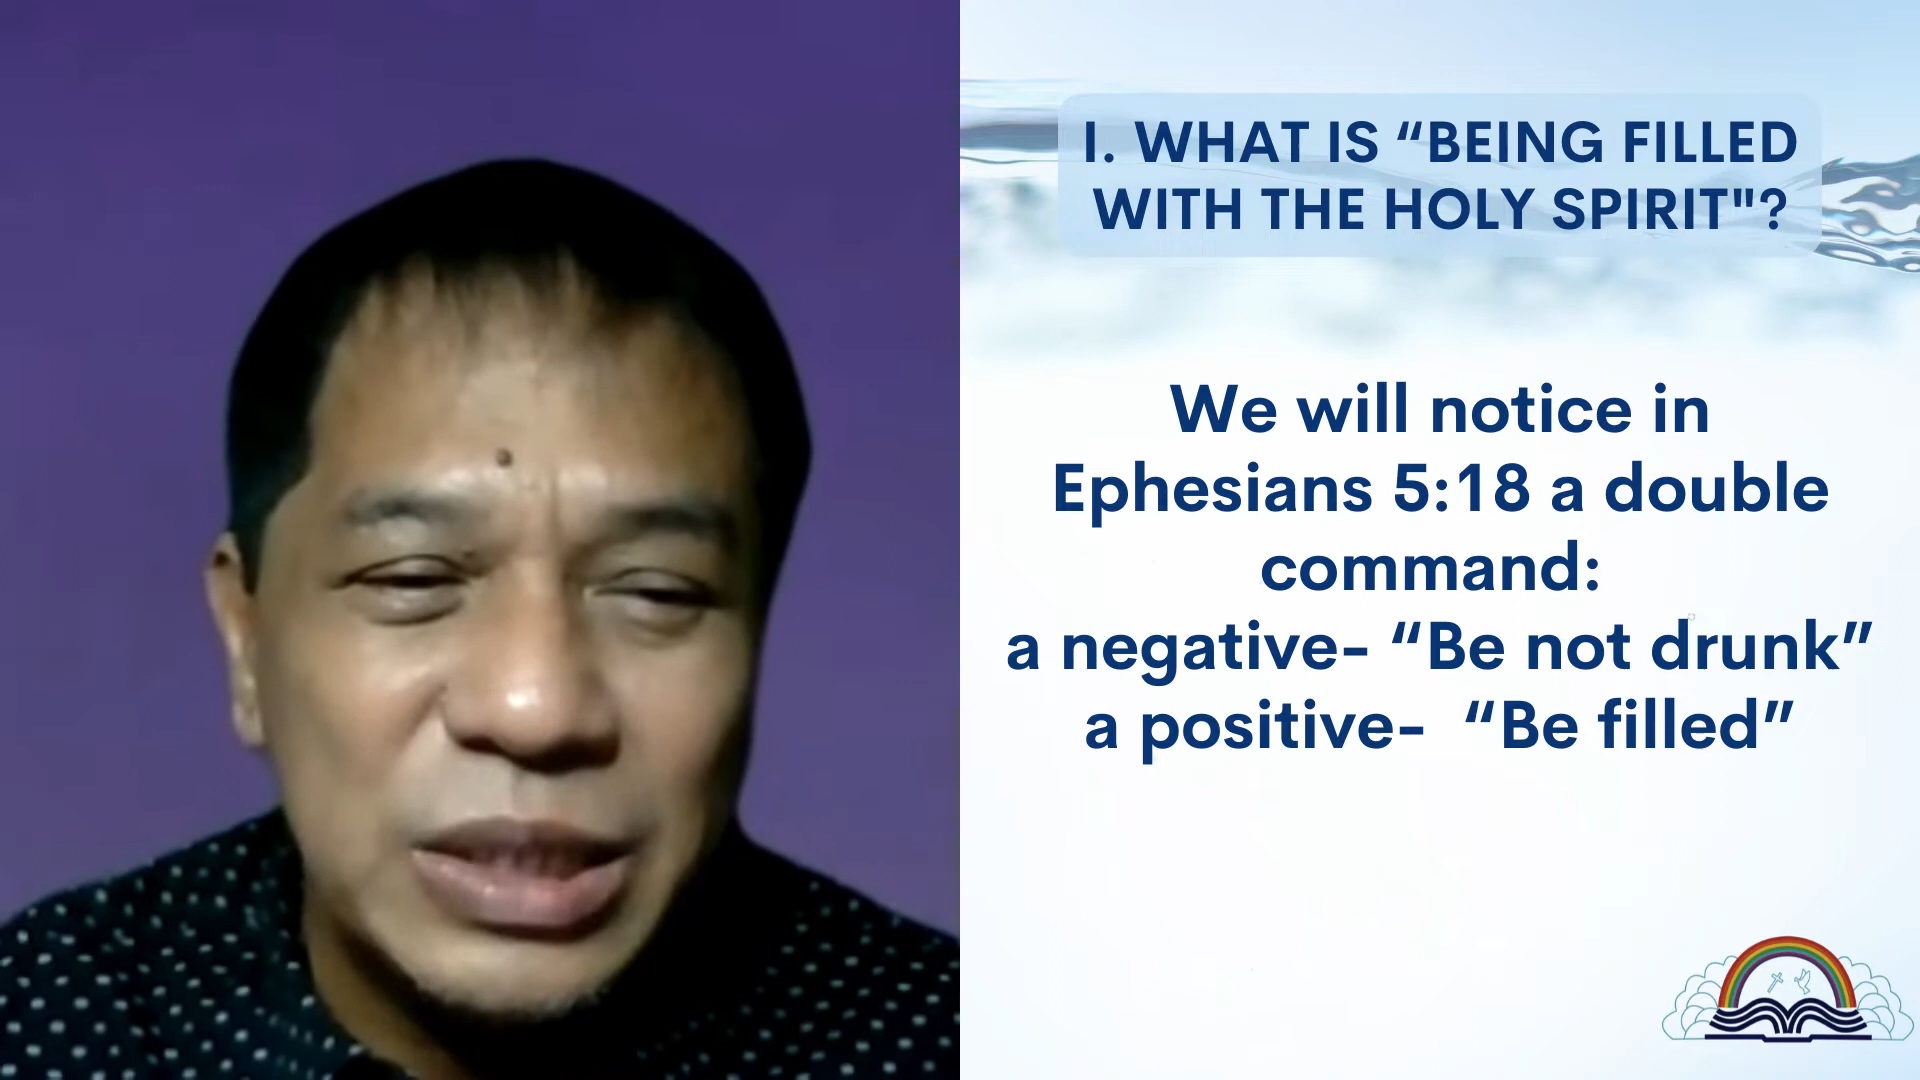 I. WHAT IS “BEING FILLED
WITH THE HOLY SPIRIT"?
We will notice in
Ephesians 5:18 a double
command:
a negative- “Be not drunk”
a positive-  “Be filled”